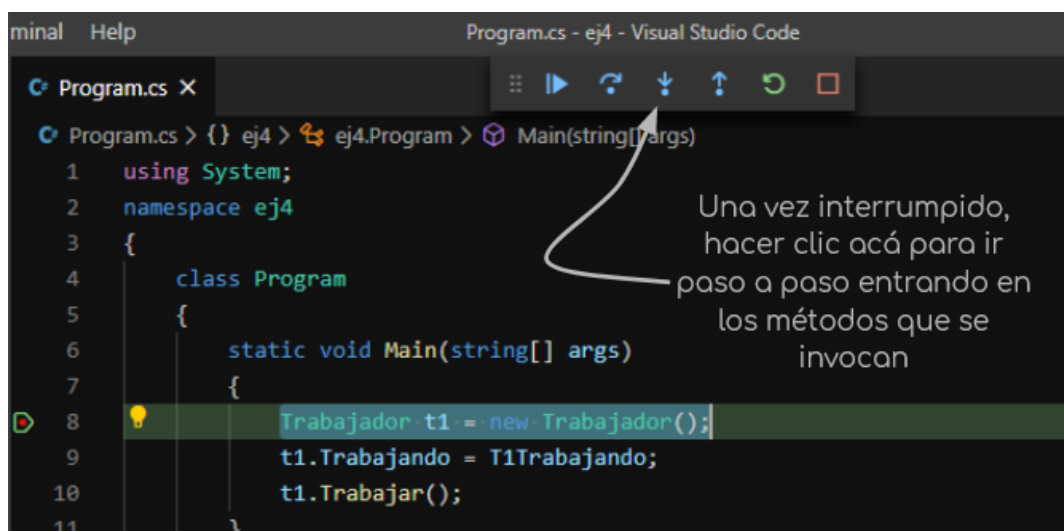 minal Help Program.cs - ej4 - Visual Studio Code
Program.cs
Program.cs > {} ej4 > ej4.Program > Main(string[] args)
1 using System;
2 namespace ej4
3 {
4 class Program
5 {
6 static void Main(string[] args)
7 {
8 Trabajador t1 = new Trabajador();
9 t1.Trabajando = T1Trabajando;
10 t1.Trabajar();
11 }
Una vez interrumpido,
hacer clic acá para ir
paso a paso entrando en
los métodos que se
invocan